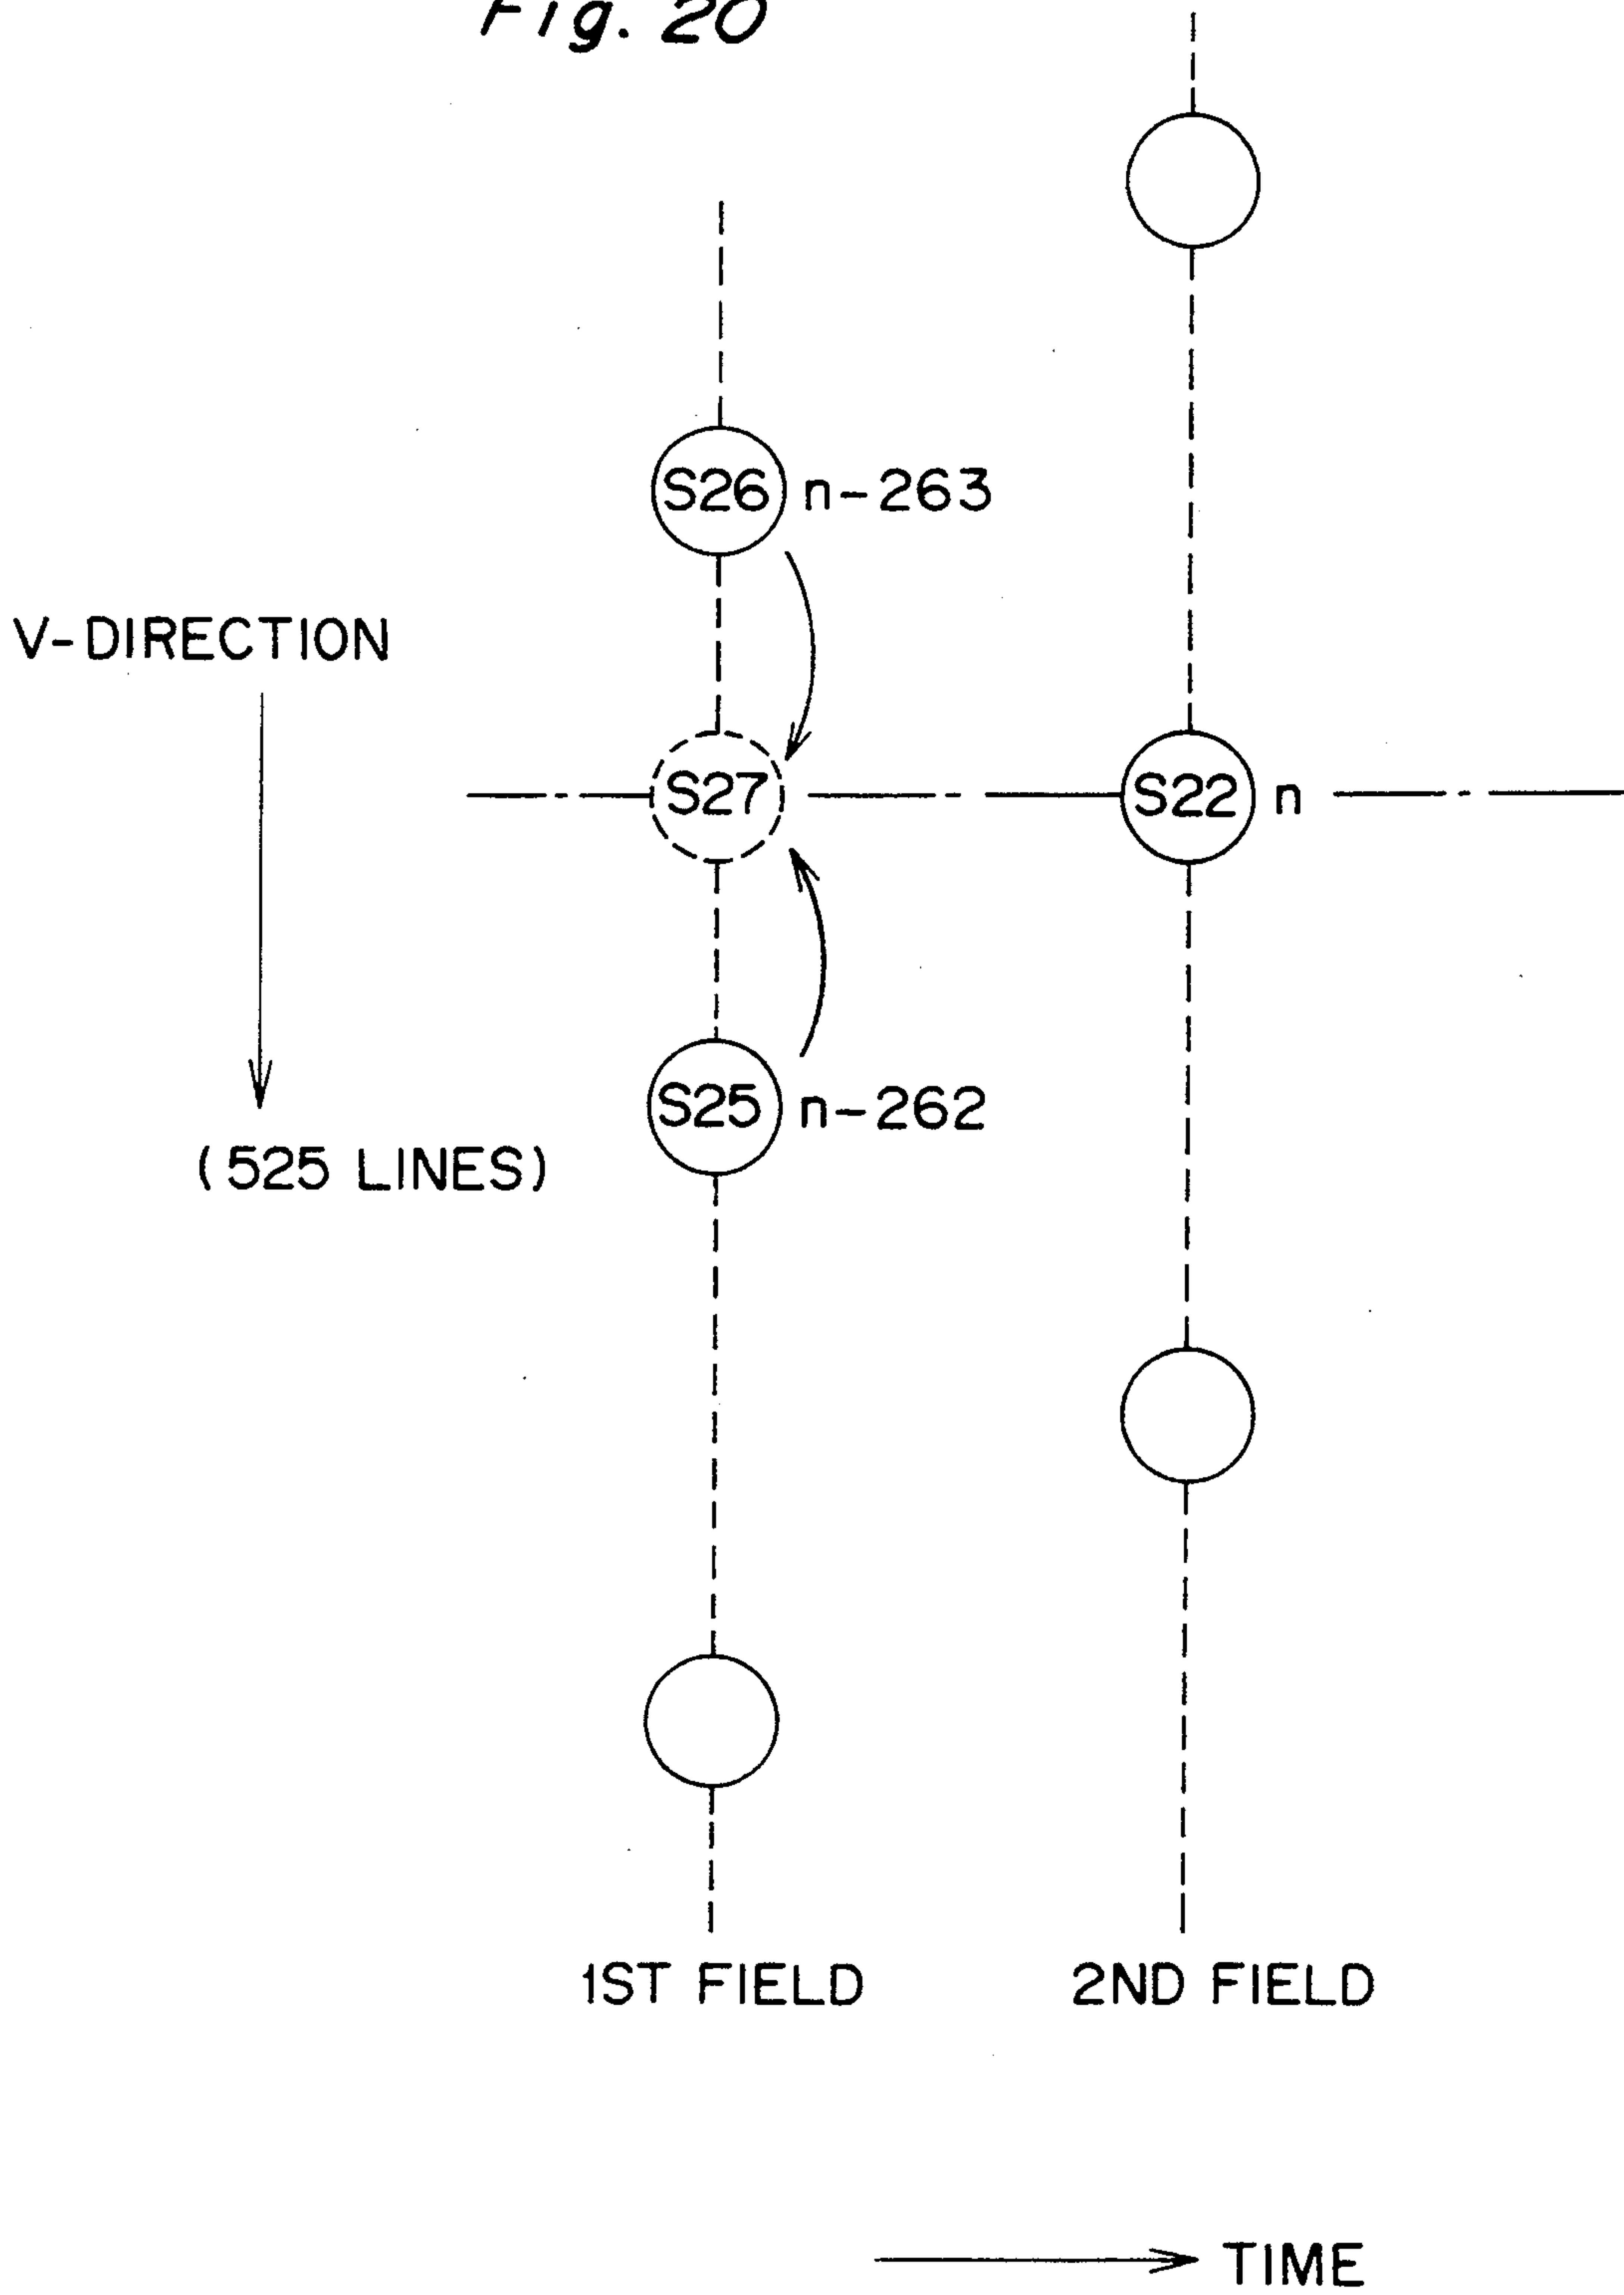 Fig. 20
S26 n-263
V-DIRECTION
S27
S22 n
S25 n-262
(525 LINES)
1ST FIELD
2ND FIELD
TIME